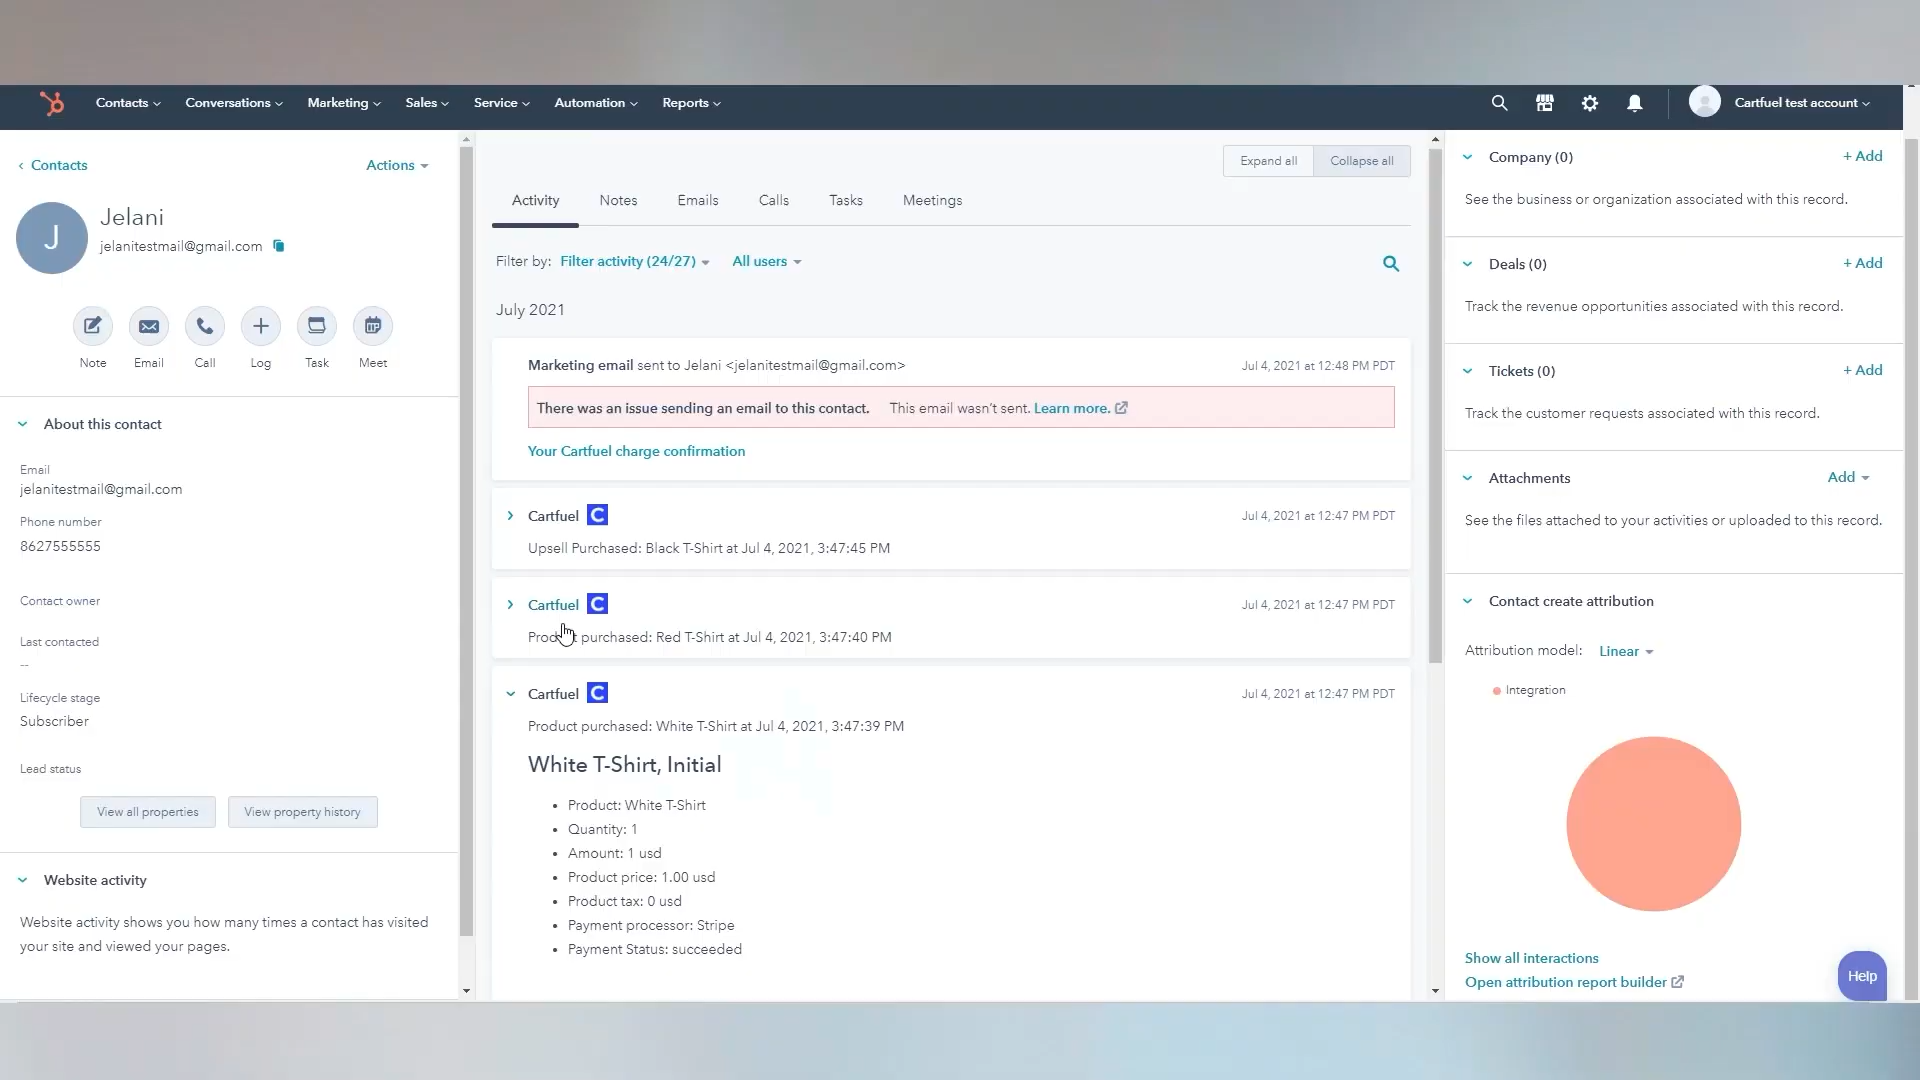 Contacts
Conversations
Marketing
Sales
Service
Automation
Reports
Cartfuel test account
Contacts
Actions
J
Jelani
jelanitestmail@gmail.com
Note
Email
Call
Log
Task
Meet
About this contact
Email
jelanitestmail@gmail.com
Phone number
8627555555
Contact owner
Last contacted
--
Lifecycle stage
Subscriber
Lead status
View all properties
View property history
Website activity
Website activity shows you how many times a contact has visited
your site and viewed your pages.
Expand all
Collapse all
Activity
Notes
Emails
Calls
Tasks
Meetings
Filter by: Filter activity (24/27) All users
July 2021
Marketing email sent to Jelani <jelanitestmail@gmail.com>
Jul 4, 2021 at 12:48 PM PDT
There was an issue sending an email to this contact. This email wasn't sent. Learn more.
Your Cartfuel charge confirmation
Cartfuel C
Jul 4, 2021 at 12:47 PM PDT
Upsell Purchased: Black T-Shirt at Jul 4, 2021, 3:47:45 PM
Cartfuel C
Jul 4, 2021 at 12:47 PM PDT
Product purchased: Red T-Shirt at Jul 4, 2021, 3:47:40 PM
Cartfuel C
Jul 4, 2021 at 12:47 PM PDT
Product purchased: White T-Shirt at Jul 4, 2021, 3:47:39 PM
White T-Shirt, Initial
• Product: White T-Shirt
• Quantity: 1
• Amount: 1 usd
• Product price: 1.00 usd
• Product tax: 0 usd
• Payment processor: Stripe
• Payment Status: succeeded
Company (0)
+ Add
See the business or organization associated with this record.
Deals (0)
+ Add
Track the revenue opportunities associated with this record.
Tickets (0)
+ Add
Track the customer requests associated with this record.
Attachments
Add
See the files attached to your activities or uploaded to this record.
Contact create attribution
Attribution model: Linear
Integration
Show all interactions
Open attribution report builder
Help